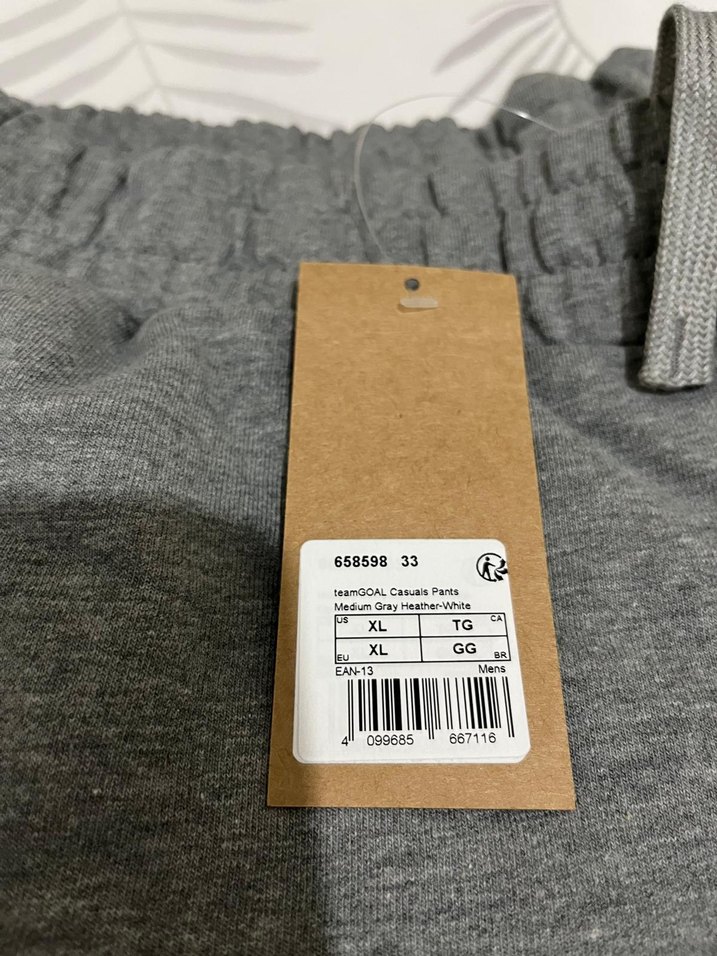 658598 33
teamGOAL Casuals Pants
Medium Gray Heather-White
US XL TG CA
EU XL GG BR
EAN-13 Mens
4 099685 667116